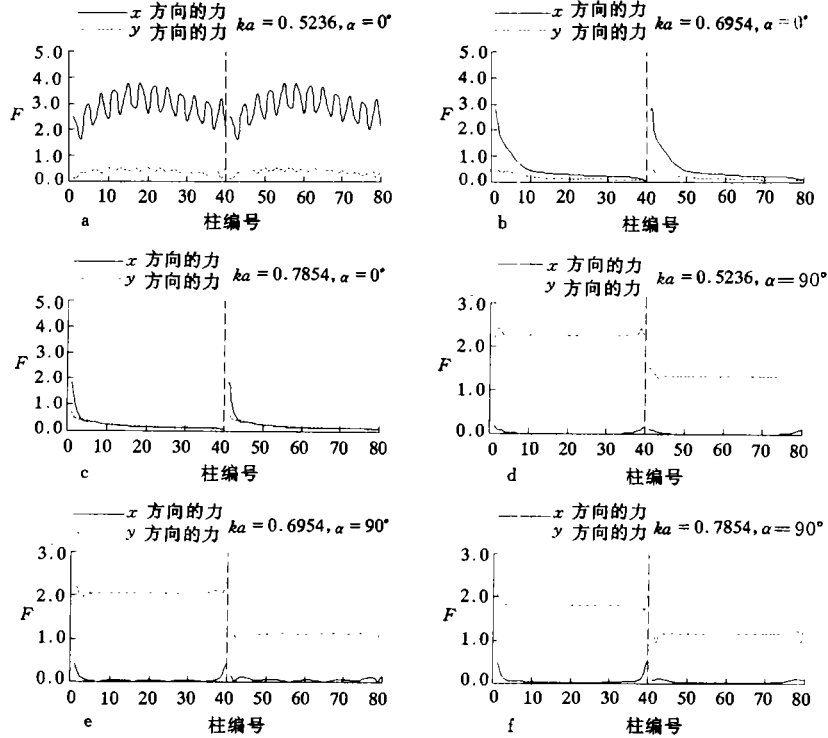 x 方向的力
y 方向的力
ka = 0.5236, α = 0°
5.0
4.0
3.0
2.0
1.0
0.0
F
0 10 20 30 40 50 60 70 80
柱编号
a
x 方向的力
y 方向的力
ka = 0.6954, α = 0°
5.0
4.0
3.0
2.0
1.0
0.0
F
0 10 20 30 40 50 60 70 80
柱编号
b
x 方向的力
y 方向的力
ka = 0.7854, α = 0°
5.0
4.0
3.0
2.0
1.0
0.0
F
0 10 20 30 40 50 60 70 80
柱编号
c
x 方向的力
y 方向的力
ka = 0.5236, α = 90°
3.0
2.0
1.0
0.0
F
0 10 20 30 40 50 60 70 80
柱编号
d
x 方向的力
y 方向的力
ka = 0.6954, α = 90°
3.0
2.0
1.0
0.0
F
0 10 20 30 40 50 60 70 80
柱编号
e
x 方向的力
y 方向的力
ka = 0.7854, α = 90°
3.0
2.0
1.0
0.0
F
0 10 20 30 40 50 60 70 80
柱编号
f